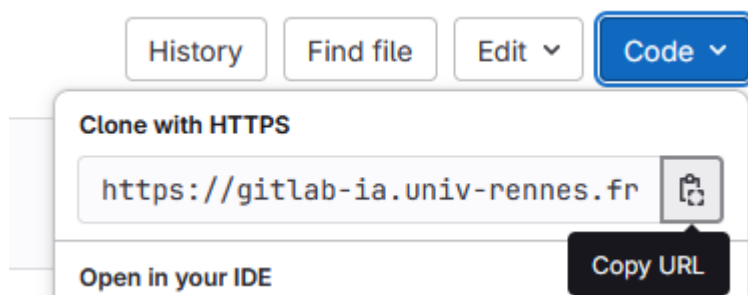 History Find file Edit Code
Clone with HTTPS
https://gitlab-ia.univ-rennes.fr
Copy URL
Open in your IDE